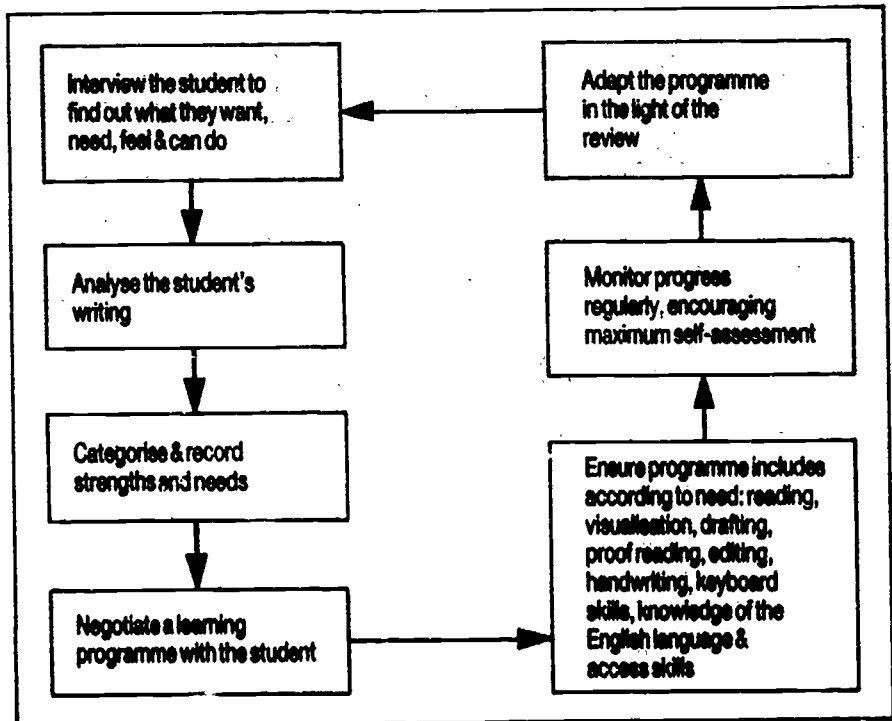 Interview the student to
find out what they want,
need, feel & can do
Analyse the student's
writing
Categorise & record
strengths and needs
Negotiate a learning
programme with the student
Ensure programme includes
according to need: reading,
visualisation, drafting,
proof reading, editing,
handwriting, keyboard
skills, knowledge of the
English language &
access skills
Monitor progress
regularly, encouraging
maximum self-assessment
Adapt the programme
in the light of the
review